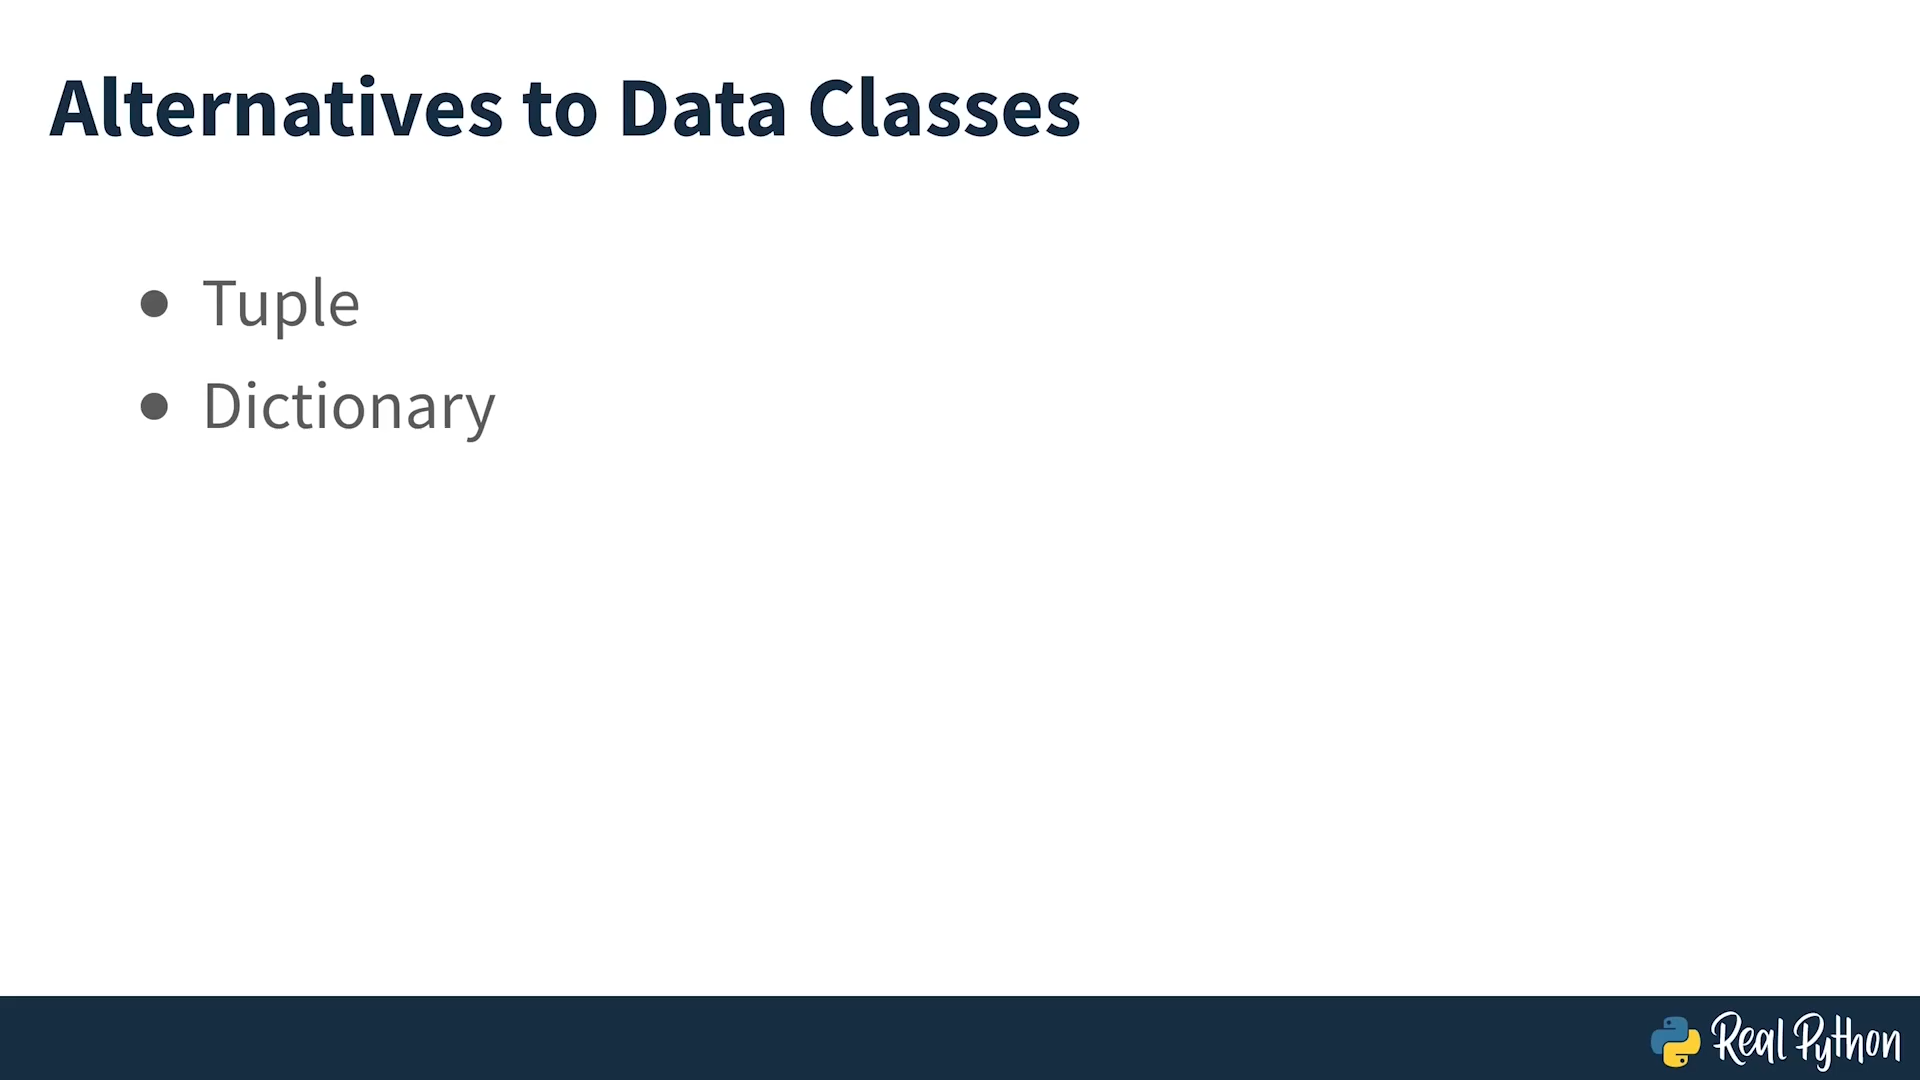 Alternatives to Data Classes
● Tuple
● Dictionary
Real Python